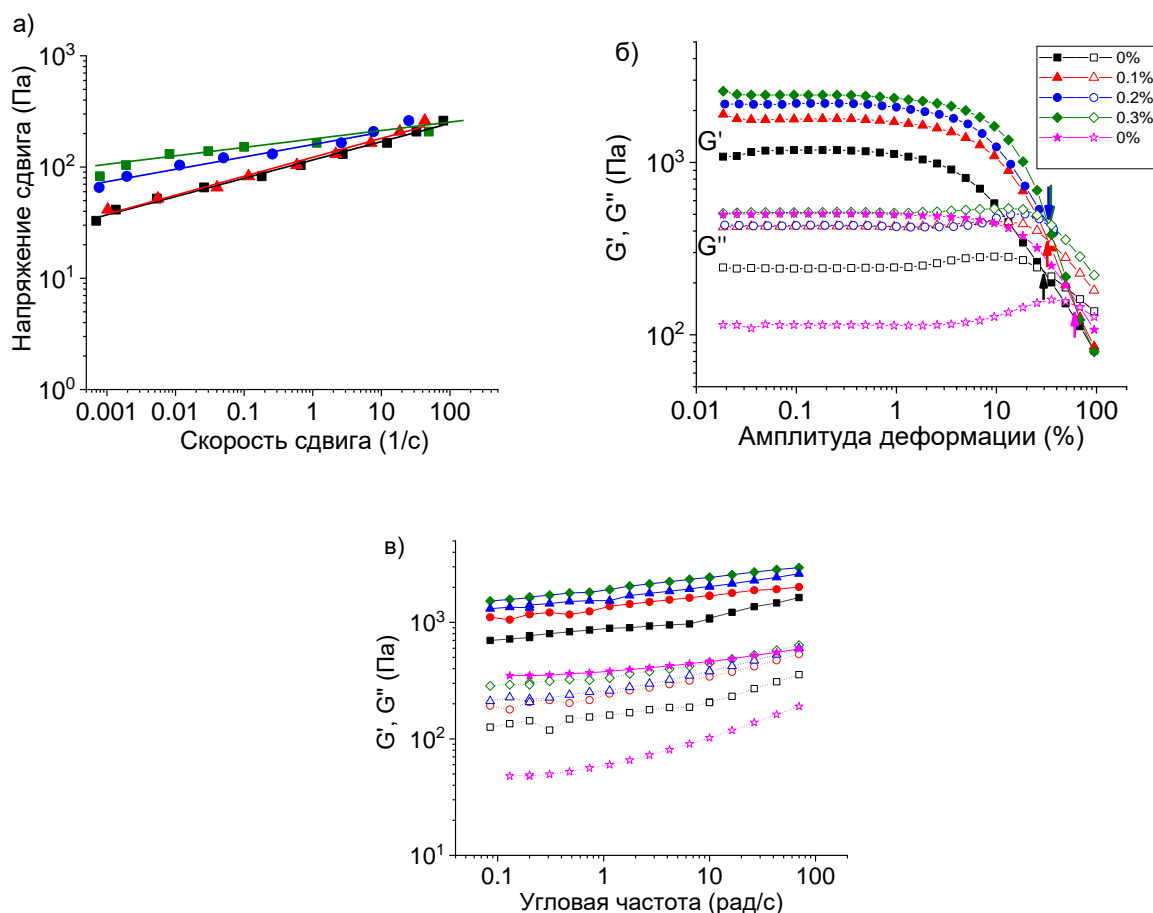 а)
Напряжение сдвига (Па)
10³
10²
10¹
10⁰
0.001 0.01 0.1 1 10 100
Скорость сдвига (1/с)
б)
G', G'' (Па)
10³
10²
G'
G''
0%
0.1%
0.2%
0.3%
0%
0.01 0.1 1 10 100
Амплитуда деформации (%)
в)
G', G'' (Па)
10³
10²
10¹
0.1 1 10 100
Угловая частота (рад/с)